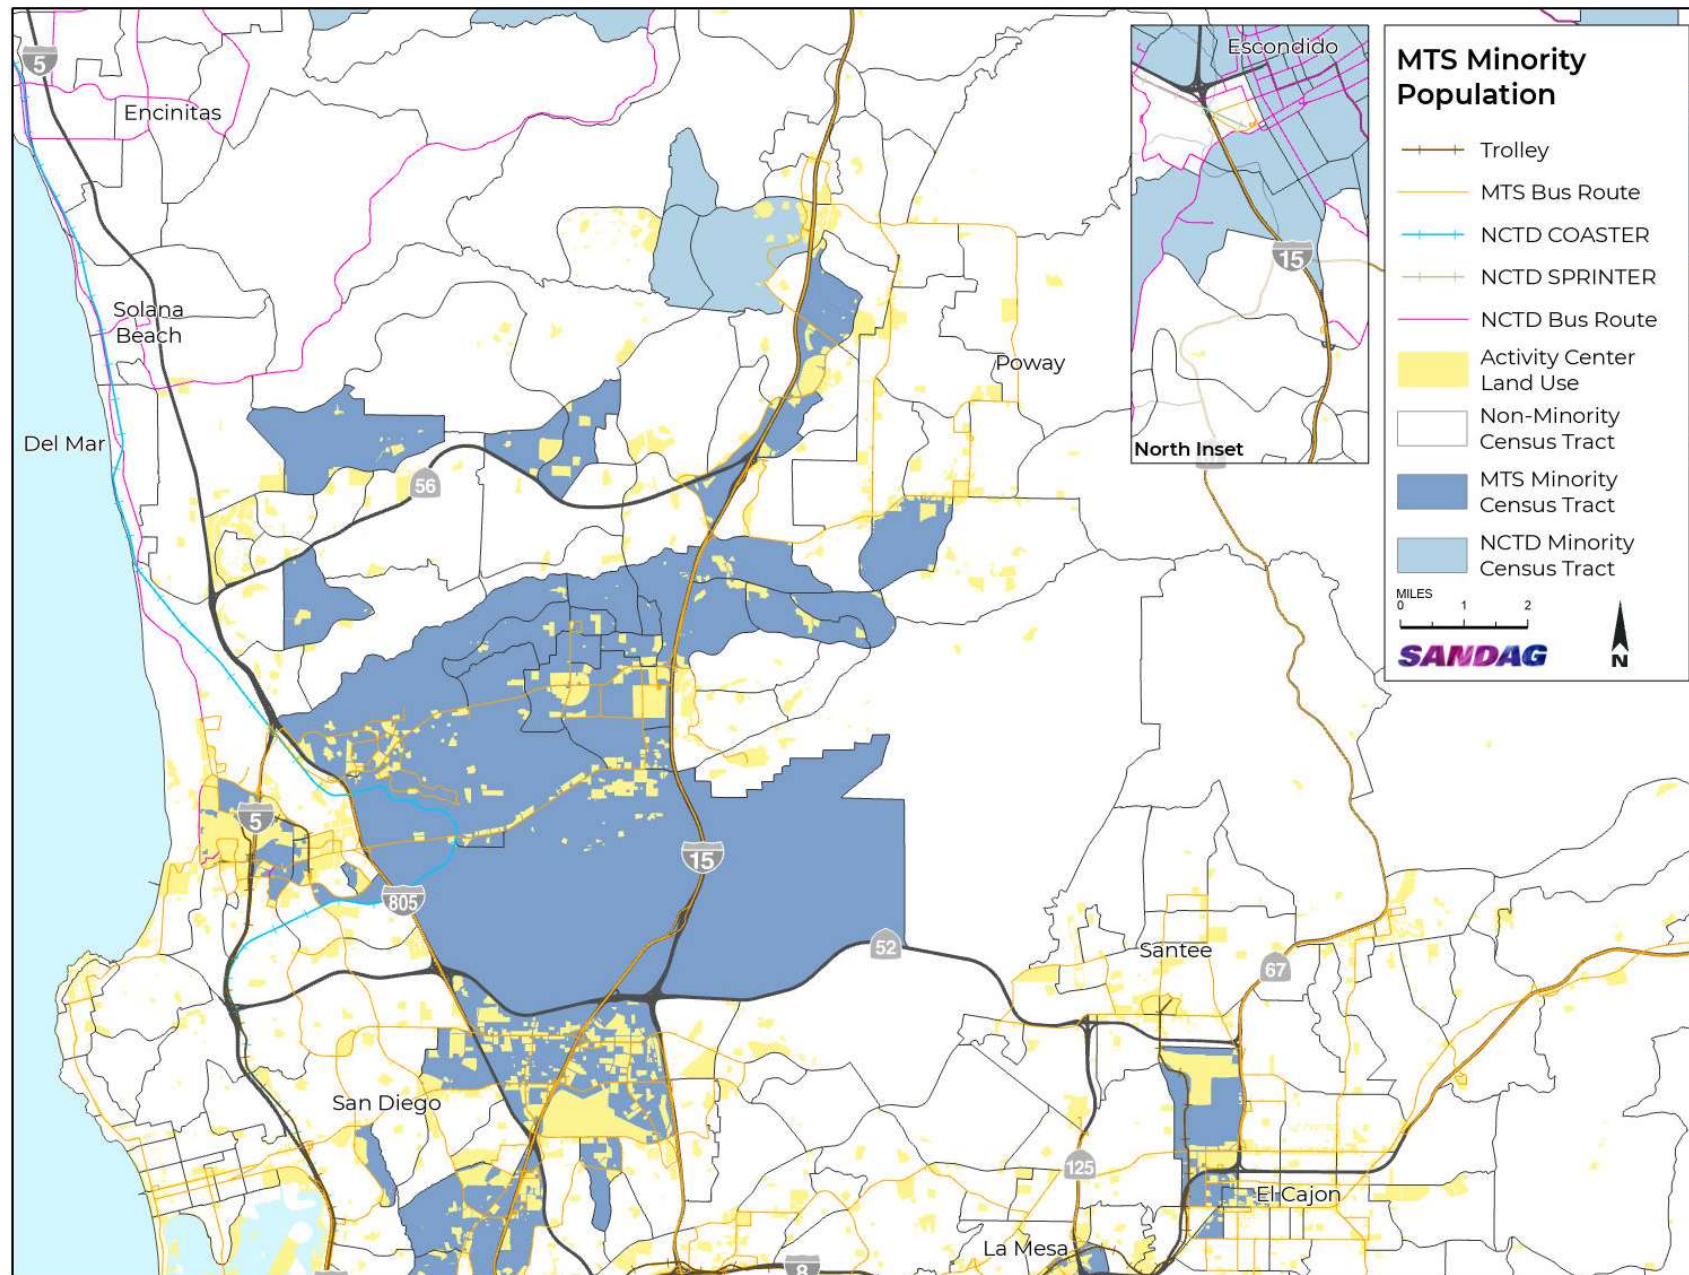 5
Encinitas
Solana
Beach
Del Mar
56
Poway
5
15
805
52
Santee
67
San Diego
125
El Cajon
La Mesa
8
Escondido
15
North Inset
MTS Minority
Population
Trolley
MTS Bus Route
NCTD COASTER
NCTD SPRINTER
NCTD Bus Route
Activity Center
Land Use
Non-Minority
Census Tract
MTS Minority
Census Tract
NCTD Minority
Census Tract
MILES
0 1 2
SANDAG
N